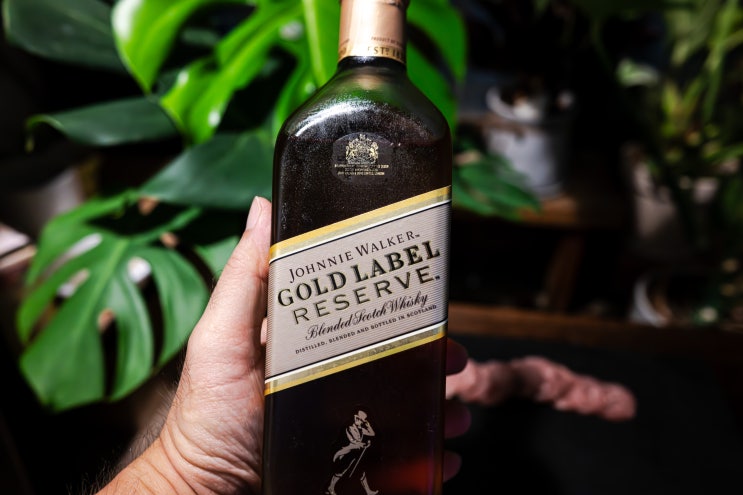 JOHNNIE WALKER
GOLD LABEL
RESERVE
Blended Scotch Whisky
DISTILLED, BLENDED AND BOTTLED IN SCOTLAND